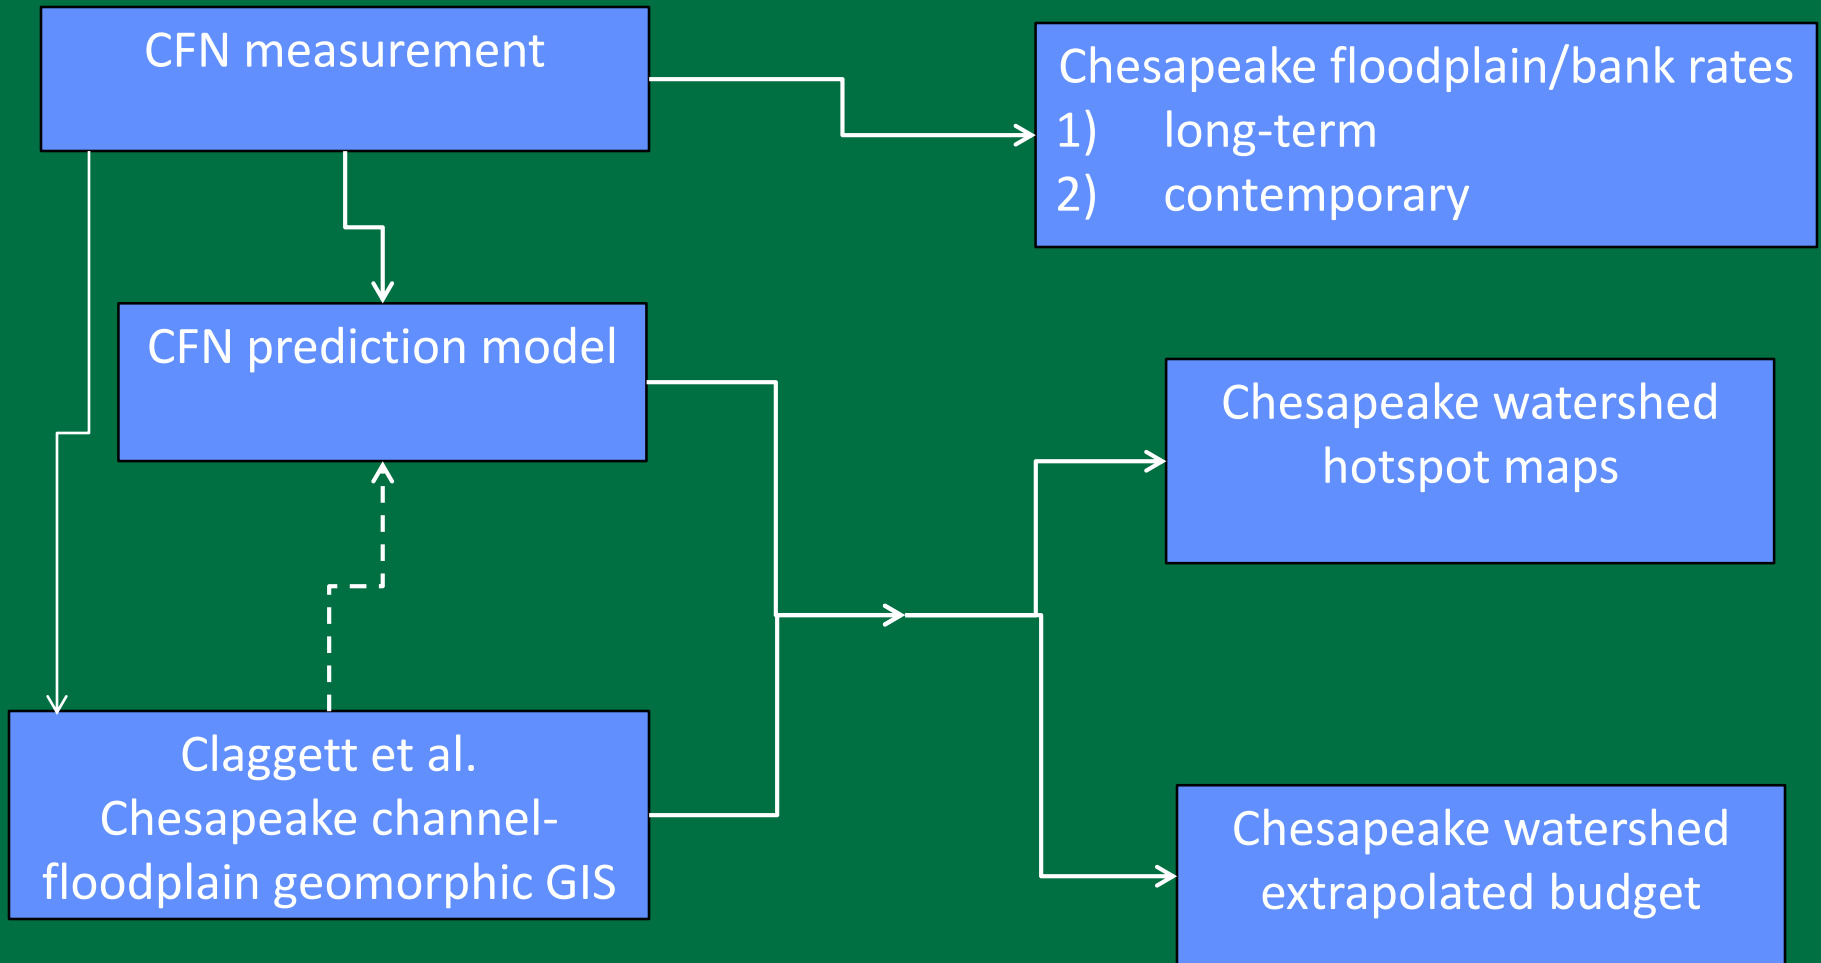 CFN measurement
Chesapeake floodplain/bank rates
1) long-term
2) contemporary
CFN prediction model
Chesapeake watershed
hotspot maps
Claggett et al.
Chesapeake channel-
floodplain geomorphic GIS
Chesapeake watershed
extrapolated budget